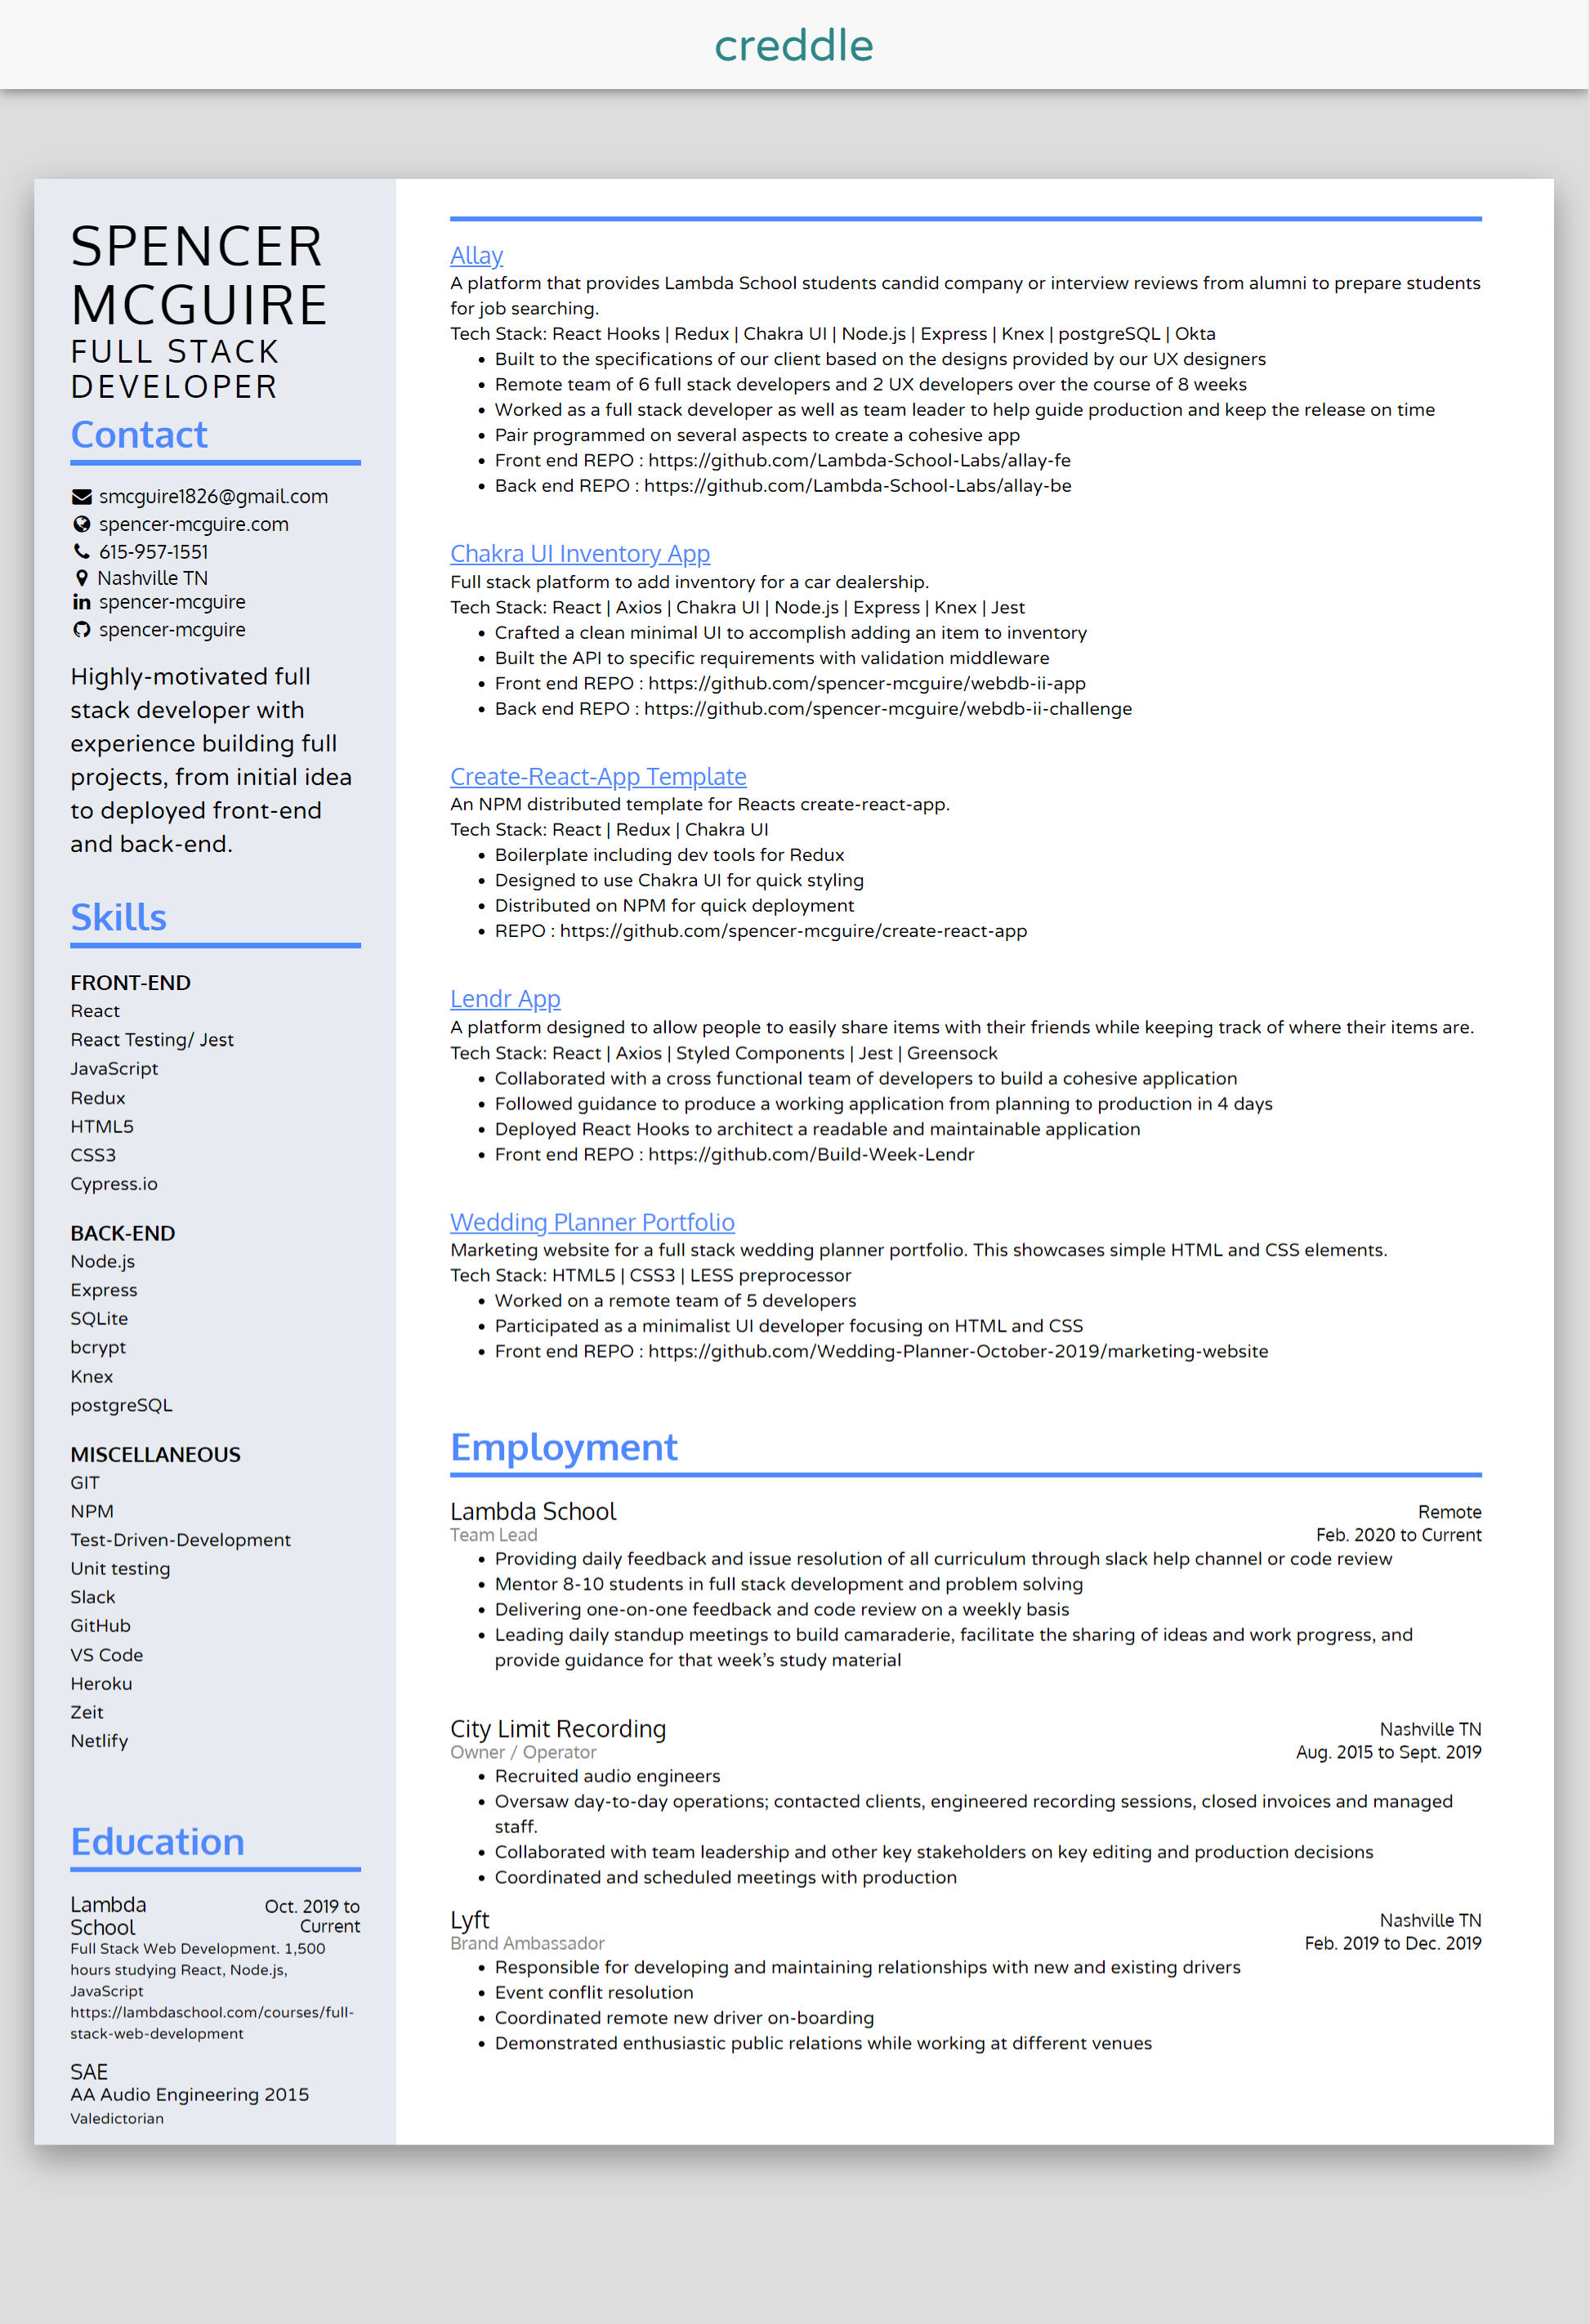 creddle
SPENCER
MCGUIRE
FULL STACK
DEVELOPER
Contact
smcguire1826@gmail.com
spencer-mcguire.com
615-957-1551
Nashville TN
spencer-mcguire
spencer-mcguire
Highly-motivated full
stack developer with
experience building full
projects, from initial idea
to deployed front-end
and back-end.
Skills
FRONT-END
React
React Testing/ Jest
JavaScript
Redux
HTML5
CSS3
Cypress.io
BACK-END
Node.js
Express
SQLite
bcrypt
Knex
postgreSQL
MISCELLANEOUS
GIT
NPM
Test-Driven-Development
Unit testing
Slack
GitHub
VS Code
Heroku
Zeit
Netlify
Education
Lambda School Oct. 2019 to Current
Full Stack Web Development. 1,500
hours studying React, Node.js,
JavaScript
https://lambdaschool.com/courses/full-
stack-web-development
SAE
AA Audio Engineering 2015
Valedictorian
Allay
A platform that provides Lambda School students candid company or interview reviews from alumni to prepare students
for job searching.
Tech Stack: React Hooks | Redux | Chakra UI | Node.js | Express | Knex | postgreSQL | Okta
• Built to the specifications of our client based on the designs provided by our UX designers
• Remote team of 6 full stack developers and 2 UX developers over the course of 8 weeks
• Worked as a full stack developer as well as team leader to help guide production and keep the release on time
• Pair programmed on several aspects to create a cohesive app
• Front end REPO : https://github.com/Lambda-School-Labs/allay-fe
• Back end REPO : https://github.com/Lambda-School-Labs/allay-be
Chakra UI Inventory App
Full stack platform to add inventory for a car dealership.
Tech Stack: React | Axios | Chakra UI | Node.js | Express | Knex | Jest
• Crafted a clean minimal UI to accomplish adding an item to inventory
• Built the API to specific requirements with validation middleware
• Front end REPO : https://github.com/spencer-mcguire/webdb-ii-app
• Back end REPO : https://github.com/spencer-mcguire/webdb-ii-challenge
Create-React-App Template
An NPM distributed template for Reacts create-react-app.
Tech Stack: React | Redux | Chakra UI
• Boilerplate including dev tools for Redux
• Designed to use Chakra UI for quick styling
• Distributed on NPM for quick deployment
• REPO : https://github.com/spencer-mcguire/create-react-app
Lendr App
A platform designed to allow people to easily share items with their friends while keeping track of where their items are.
Tech Stack: React | Axios | Styled Components | Jest | Greensock
• Collaborated with a cross functional team of developers to build a cohesive application
• Followed guidance to produce a working application from planning to production in 4 days
• Deployed React Hooks to architect a readable and maintainable application
• Front end REPO : https://github.com/Build-Week-Lendr
Wedding Planner Portfolio
Marketing website for a full stack wedding planner portfolio. This showcases simple HTML and CSS elements.
Tech Stack: HTML5 | CSS3 | LESS preprocessor
• Worked on a remote team of 5 developers
• Participated as a minimalist UI developer focusing on HTML and CSS
• Front end REPO : https://github.com/Wedding-Planner-October-2019/marketing-website
Employment
Lambda School Remote
Team Lead Feb. 2020 to Current
• Providing daily feedback and issue resolution of all curriculum through slack help channel or code review
• Mentor 8-10 students in full stack development and problem solving
• Delivering one-on-one feedback and code review on a weekly basis
• Leading daily standup meetings to build camaraderie, facilitate the sharing of ideas and work progress, and
provide guidance for that week's study material
City Limit Recording Nashville TN
Owner / Operator Aug. 2015 to Sept. 2019
• Recruited audio engineers
• Oversaw day-to-day operations; contacted clients, engineered recording sessions, closed invoices and managed
staff.
• Collaborated with team leadership and other key stakeholders on key editing and production decisions
• Coordinated and scheduled meetings with production
Lyft Nashville TN
Brand Ambassador Feb. 2019 to Dec. 2019
• Responsible for developing and maintaining relationships with new and existing drivers
• Event conflit resolution
• Coordinated remote new driver on-boarding
• Demonstrated enthusiastic public relations while working at different venues